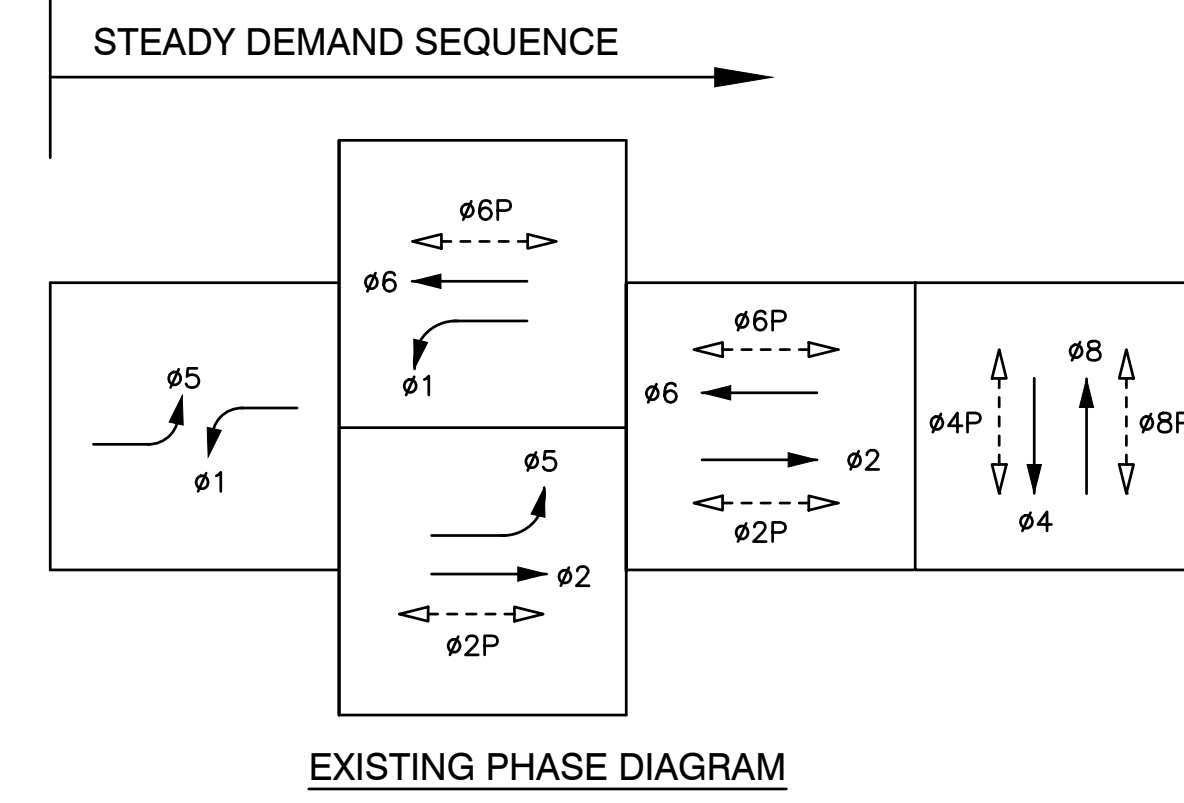 STEADY DEMAND SEQUENCE
ø5
ø1
ø6P
ø6
ø1
ø5
ø2
ø2P
ø6P
ø6
ø2
ø2P
ø8
ø4P
ø8P
ø4
EXISTING PHASE DIAGRAM